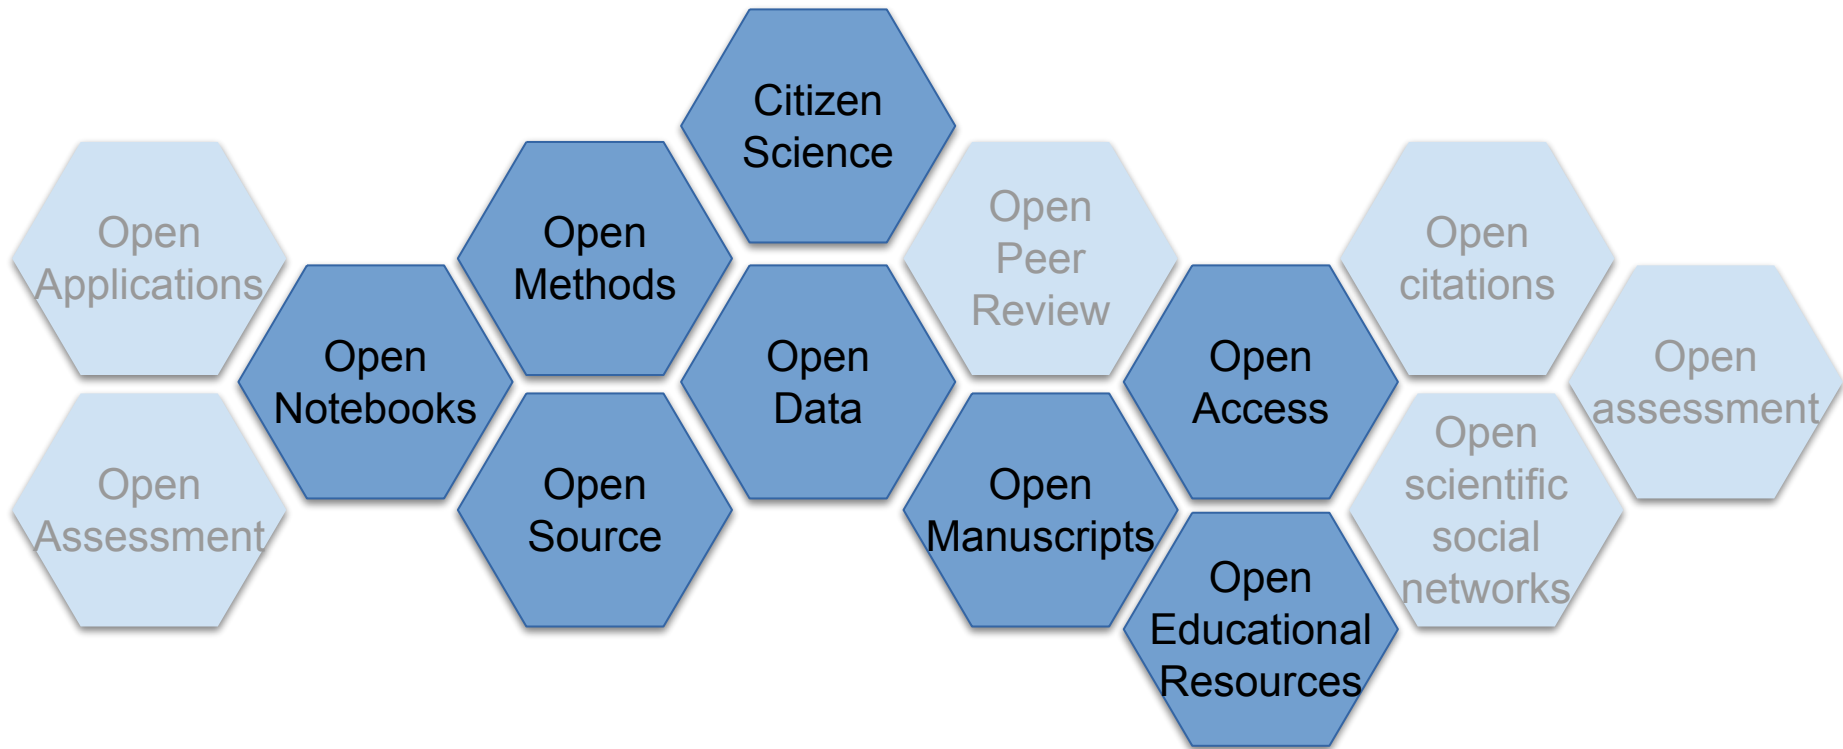 Citizen
Science
Open
Applications
Open
Methods
Open
Peer
Review
Open
citations
Open
Notebooks
Open
Data
Open
Access
Open
assessment
Open
Assessment
Open
Source
Open
Manuscripts
Open
scientific
social
networks
Open
Educational
Resources